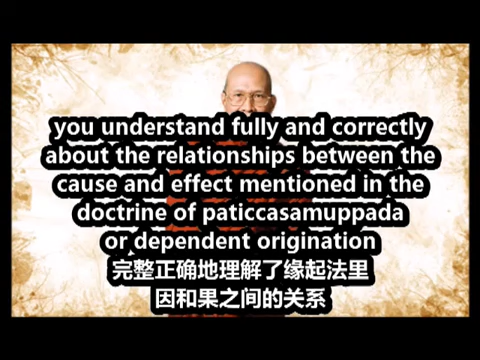 you understand fully and correctly
about the relationships between the
cause and effect mentioned in the
doctrine of paticcasamuppada
or dependent origination
完整正确地理解了缘起法里
因和果之间的关系